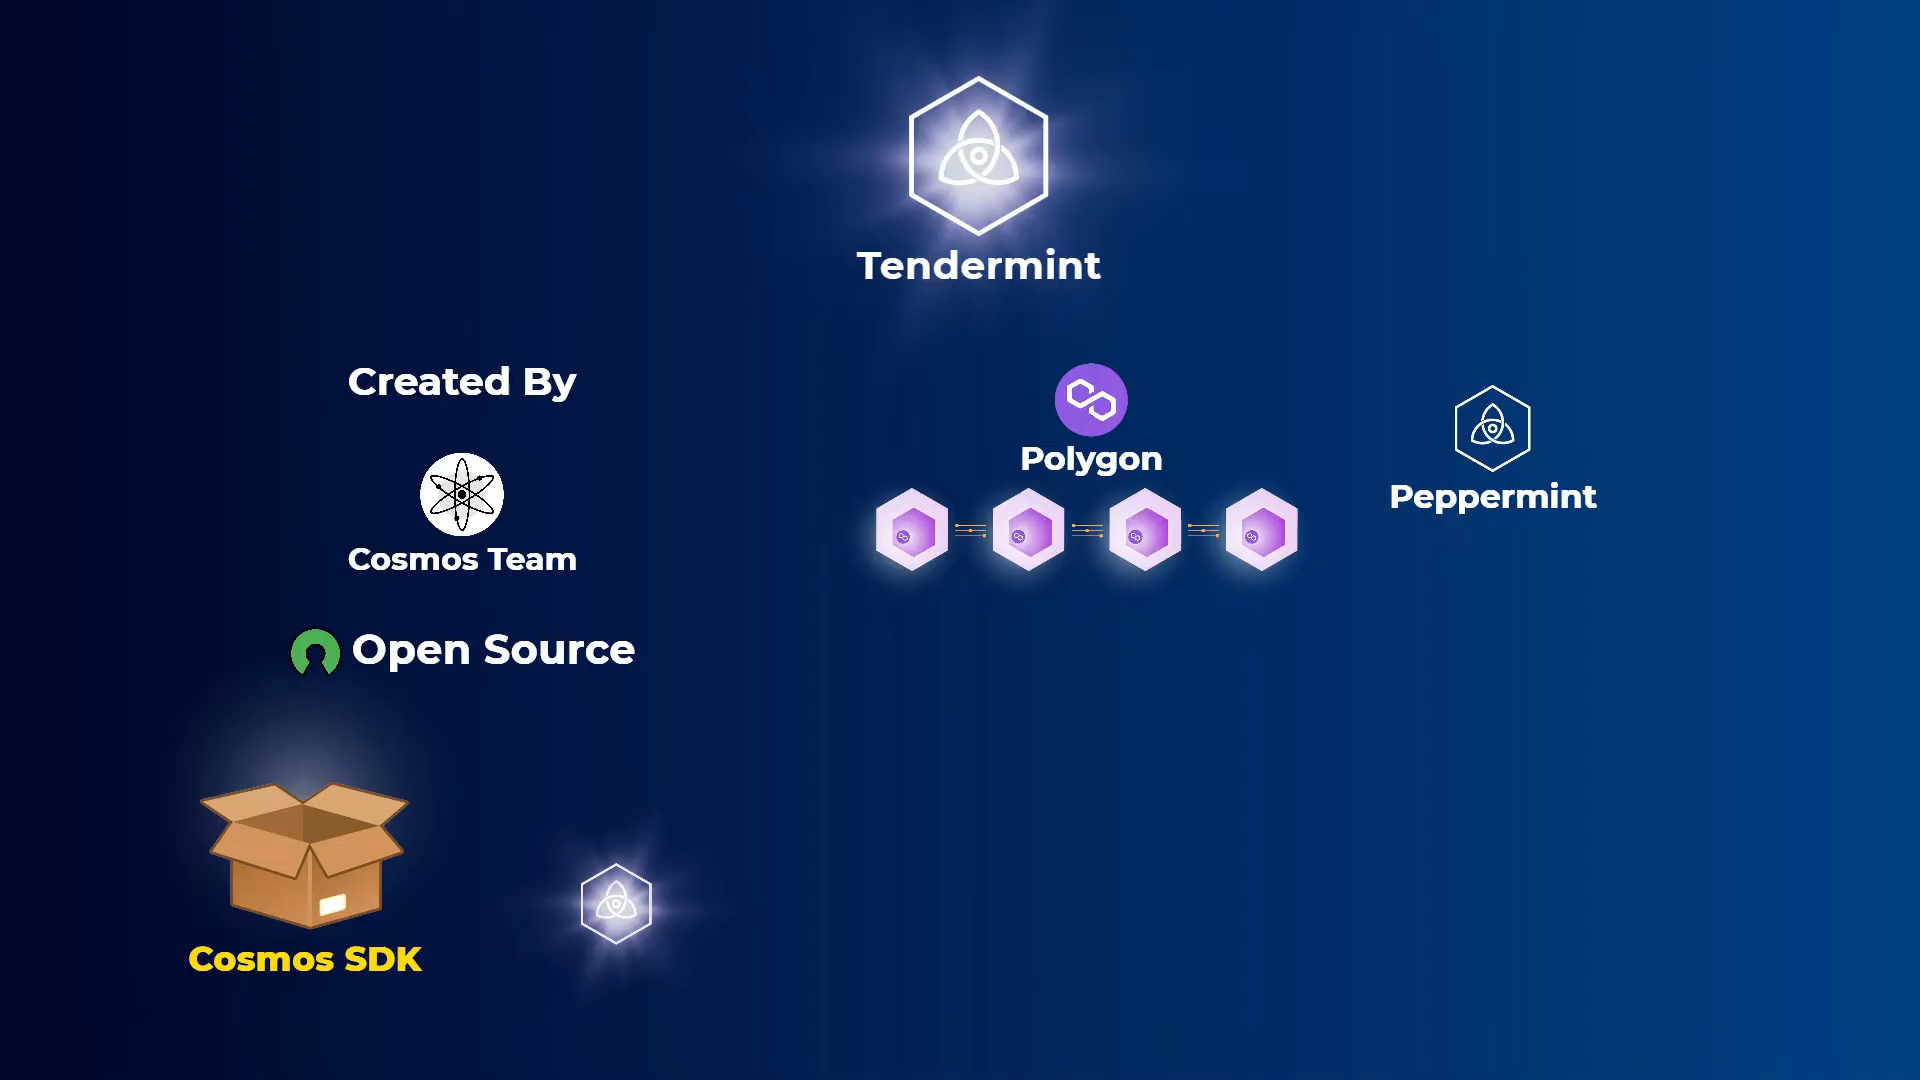 Tendermint
Created By
Cosmos Team
Open Source
Cosmos SDK
Polygon
Peppermint